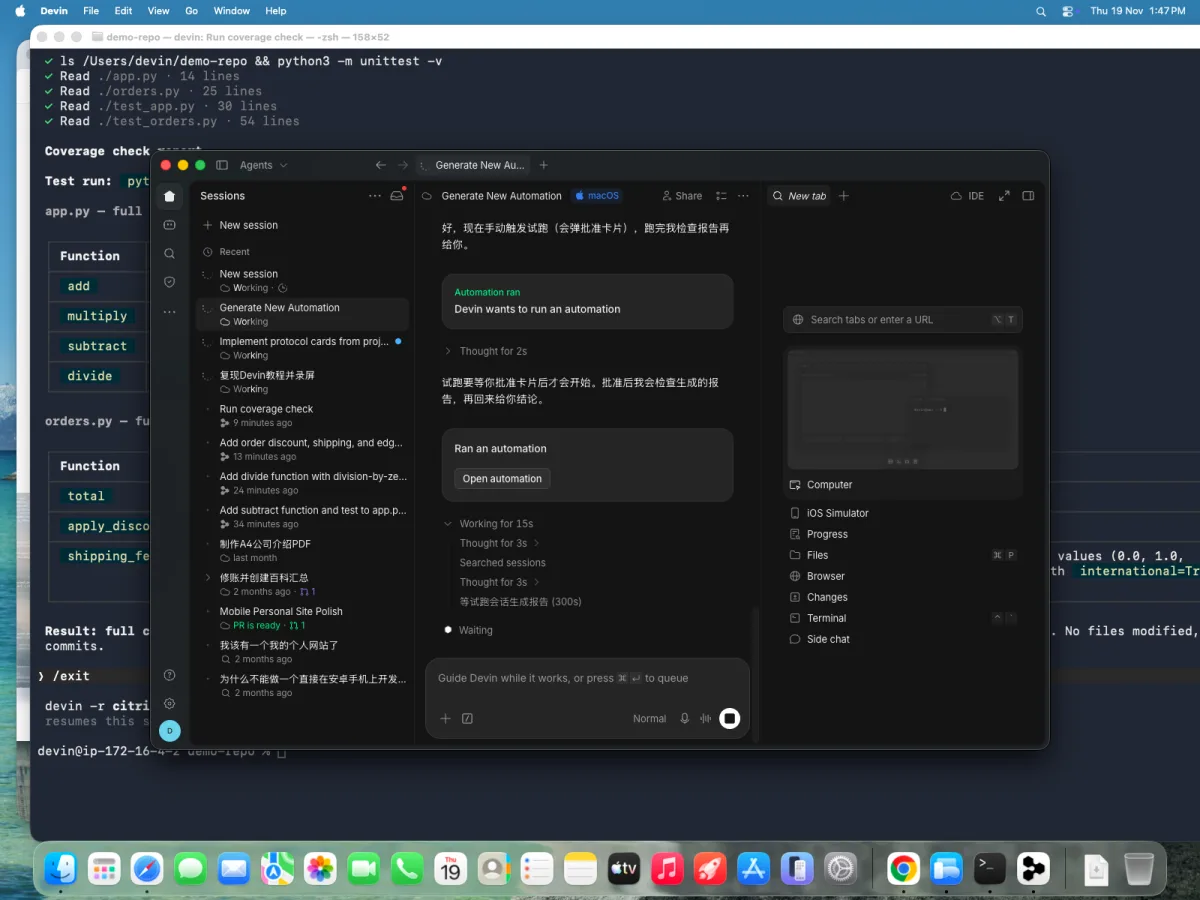 Devin File Edit View Go Window Help
Thu 19 Nov 1:47 PM
demo-repo — devin: Run coverage check — -zsh — 158×52
✓ ls /Users/devin/demo-repo && python3 -m unittest -v
✓ Read ./app.py · 14 lines
✓ Read ./orders.py · 25 lines
✓ Read ./test_app.py · 30 lines
✓ Read ./test_orders.py · 54 lines
Coverage check
Test run: pyt
app.py — full
Function
add
multiply
subtract
divide
orders.py — fu
Function
total
apply_disco
shipping_fe
values (0.0, 1.0,
th international=Tr
Result: full c
. No files modified,
commits.
❯ /exit
devin -r citri
resumes this s
devin@ip-172-16-4-2 demo-repo %
Agents
Generate New Au...
Sessions
New session
Recent
New session
Working ·
Generate New Automation
Working
Implement protocol cards from proj...
Working
复现Devin教程并录屏
Working
Run coverage check
9 minutes ago
Add order discount, shipping, and edg...
13 minutes ago
Add divide function with division-by-ze...
24 minutes ago
Add subtract function and test to app.p...
34 minutes ago
制作A4公司介绍PDF
last month
修账并创建百科汇总
2 months ago · 1
Mobile Personal Site Polish
PR is ready · 1
我该有一个我的个人网站了
2 months ago
为什么不能做一个直接在安卓手机上开发...
2 months ago
D
Generate New Automation macOS Share
好，现在手动触发试跑（会弹批准卡片），跑完我检查报告再
给你。
Automation ran
Devin wants to run an automation
Thought for 2s
试跑要等你批准卡片后才会开始。批准后我会检查生成的报
告，再回来给你结论。
Ran an automation
Open automation
Working for 15s
Thought for 3s
Searched sessions
Thought for 3s
等试跑会话生成报告 (300s)
Waiting
Guide Devin while it works, or press ⌘ ↵ to queue
Normal
New tab
IDE
Search tabs or enter a URL ⌥ T
Computer
iOS Simulator
Progress
Files ⌘ P
Browser
Changes
Terminal ⌃ `
Side chat
Thu
19
tv